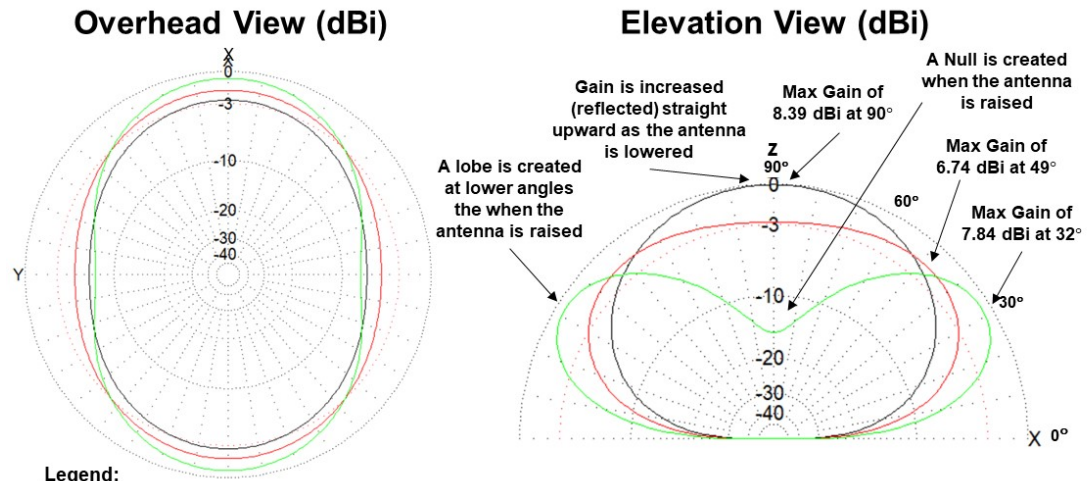 Overhead View (dBi)
X
0
-3
-10
-20
-30
-40
Y
Legend:
Elevation View (dBi)
A Null is created
when the antenna
is raised
Gain is increased
(reflected) straight
upward as the antenna
is lowered
Max Gain of
8.39 dBi at 90°
Max Gain of
6.74 dBi at 49°
A lobe is created
at lower angles
the when the
antenna is raised
Max Gain of
7.84 dBi at 32°
Z
90°
0
60°
-3
30°
-10
-20
-30
-40
X 0°